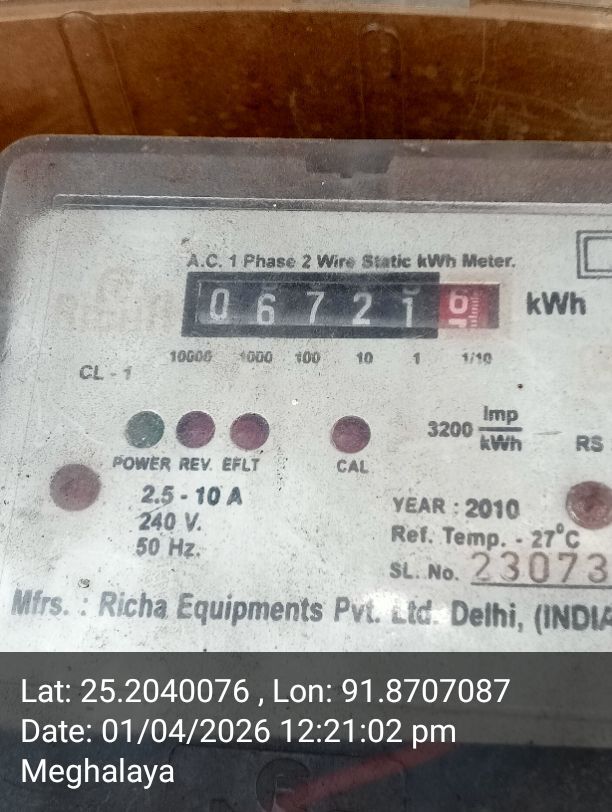 A.C. 1 Phase 2 Wire Static kWh Meter.
0 6 7 2 1 6 kWh
10000 1000 100 10 1 1/10
CL - 1
3200 Imp/kWh
POWER REV. EFLT CAL RS
2.5 - 10 A
240 V.
50 Hz.
YEAR : 2010
Ref. Temp. - 27°C
SL. No. 23073
Mfrs. : Richa Equipments Pvt. Ltd. Delhi, (INDIA
Lat: 25.2040076 , Lon: 91.8707087
Date: 01/04/2026 12:21:02 pm
Meghalaya